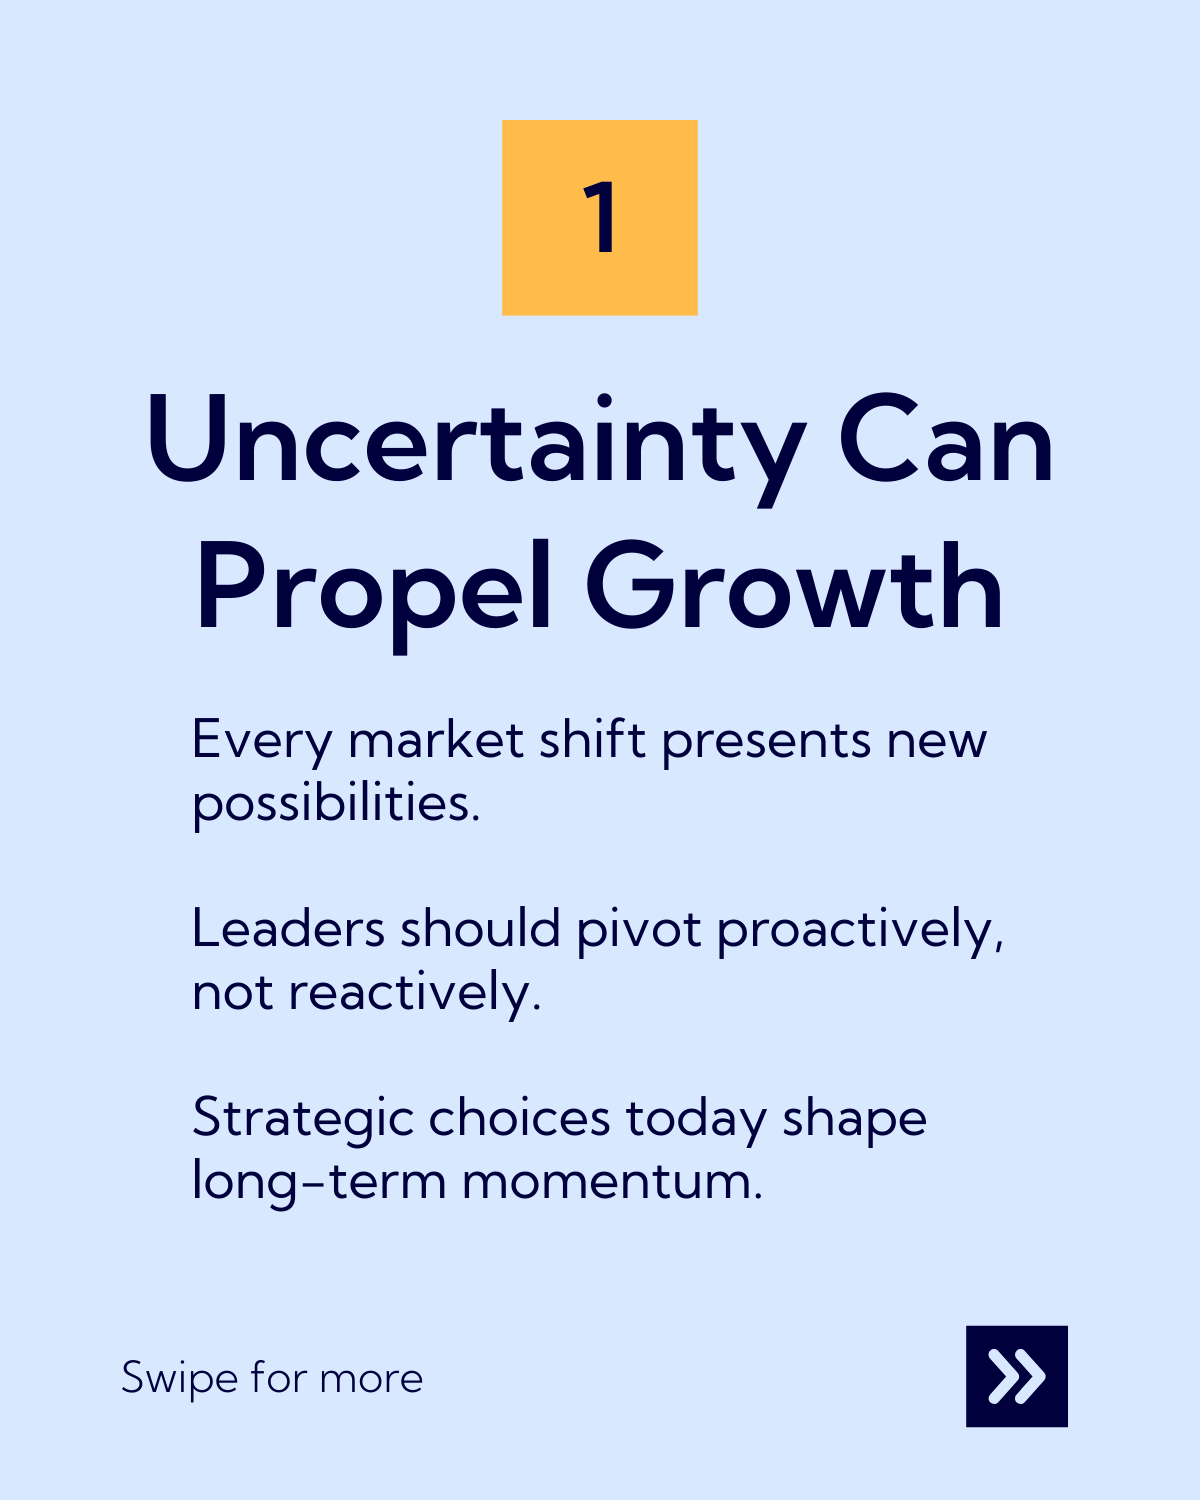 1
Uncertainty Can
Propel Growth
Every market shift presents new
possibilities.
Leaders should pivot proactively,
not reactively.
Strategic choices today shape
long-term momentum.
Swipe for more